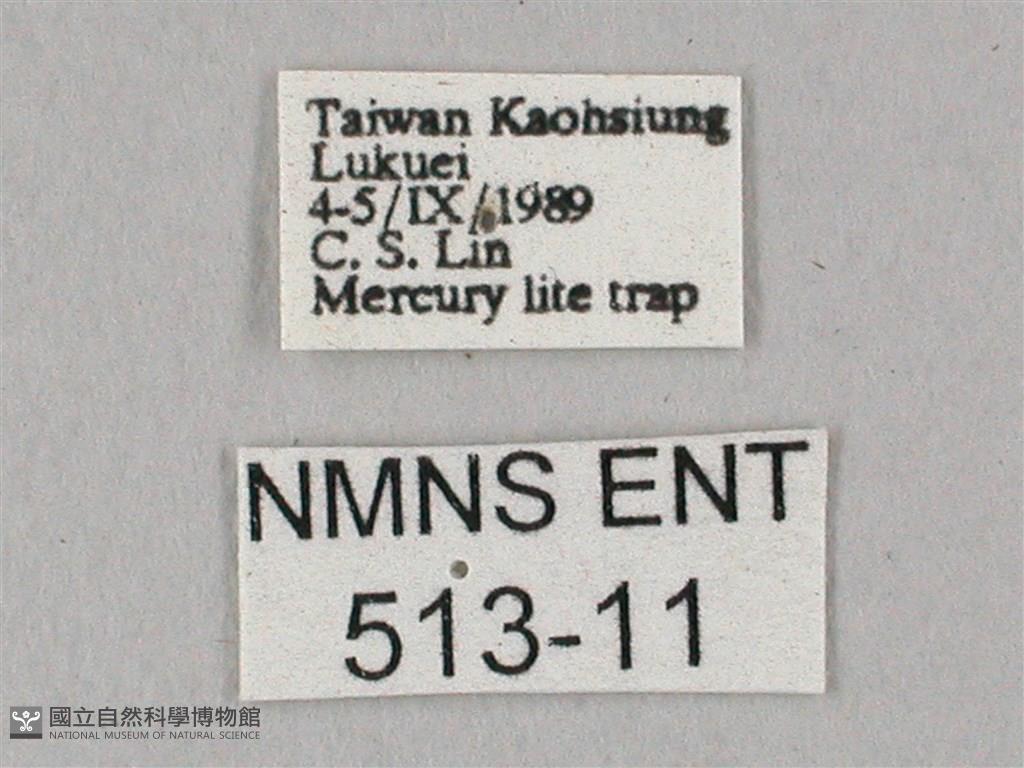 Taiwan Kaohsiung
Lukuei
4-5/IX/1989
C. S. Lin
Mercury lite trap
NMNS ENT
513-11
國立自然科學博物館
NATIONAL MUSEUM OF NATURAL SCIENCE